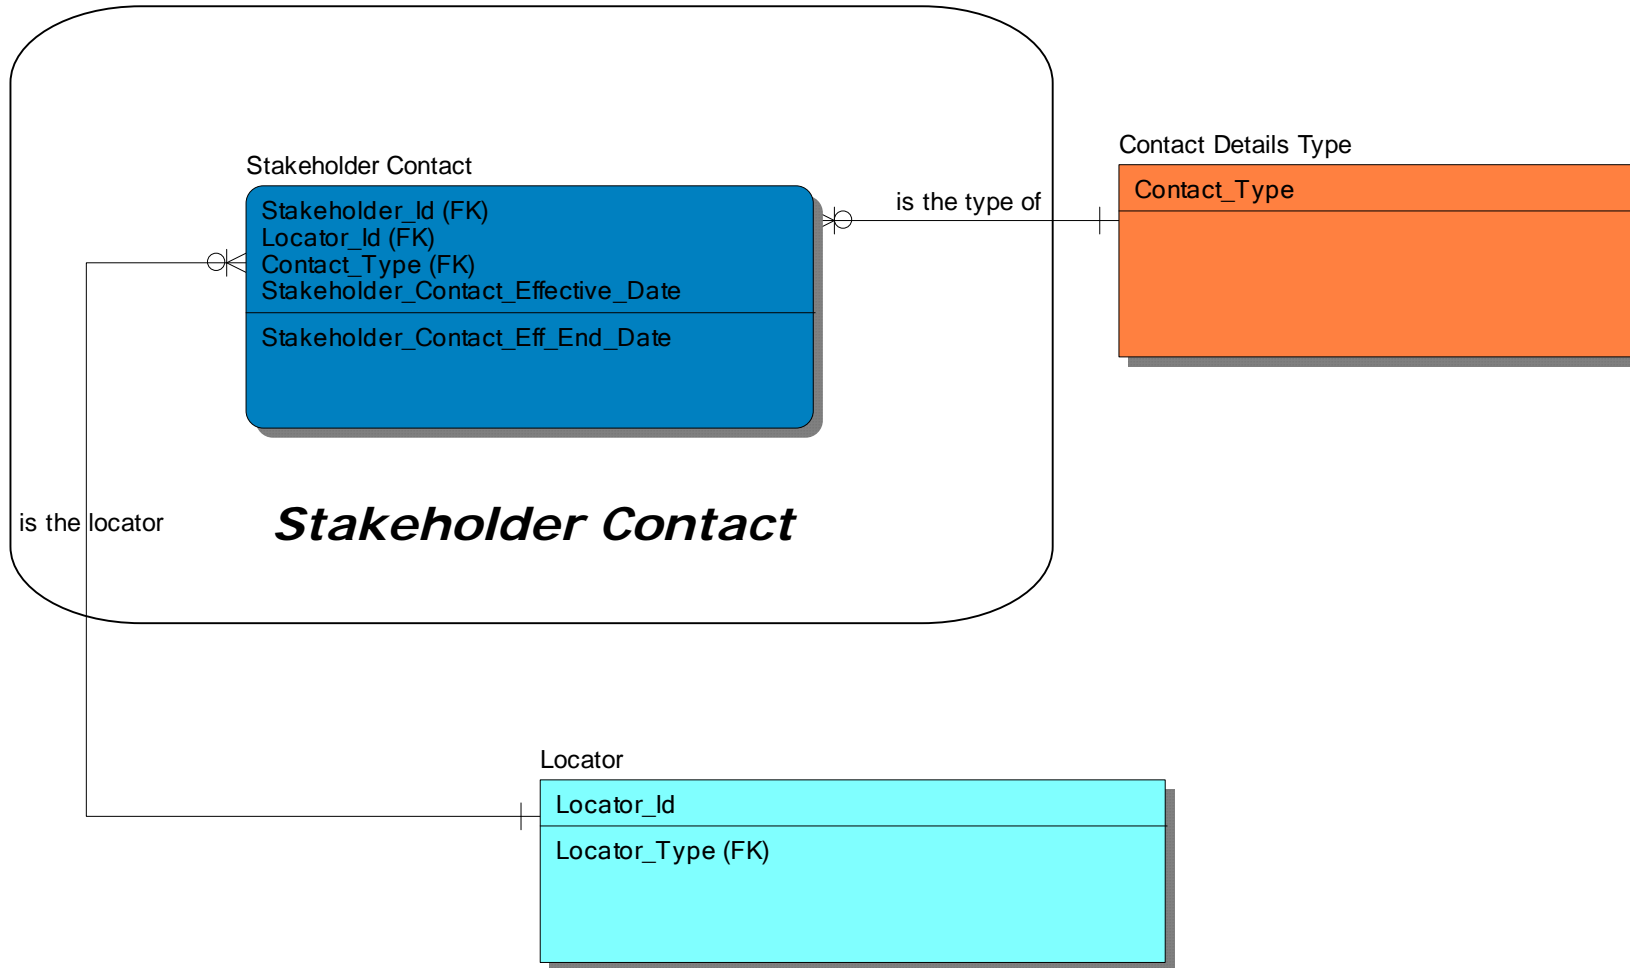 Contact Details Type
Contact_Type
Stakeholder Contact
Stakeholder_Id (FK)
Locator_Id (FK)
Contact_Type (FK)
Stakeholder_Contact_Effective_Date
Stakeholder_Contact_Eff_End_Date
is the type of
is the locator
Stakeholder Contact
Locator
Locator_Id
Locator_Type (FK)